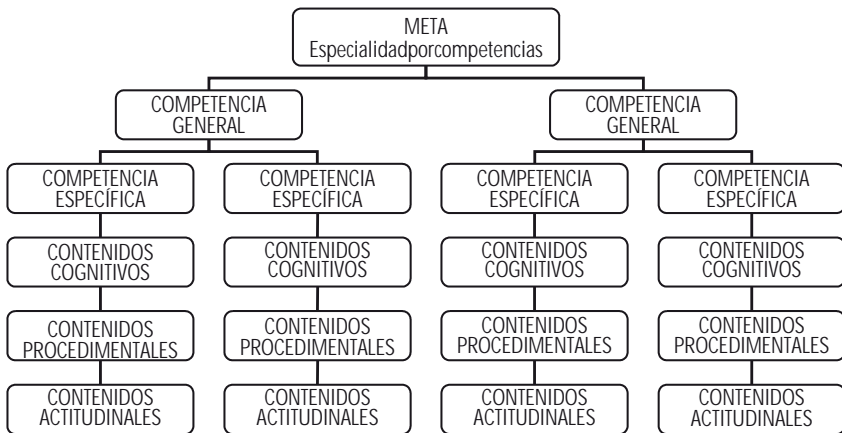 META
Especialidadporcompetencias
COMPETENCIA
GENERAL
COMPETENCIA
GENERAL
COMPETENCIA
ESPECÍFICA
COMPETENCIA
ESPECÍFICA
COMPETENCIA
ESPECÍFICA
COMPETENCIA
ESPECÍFICA
CONTENIDOS
COGNITIVOS
CONTENIDOS
COGNITIVOS
CONTENIDOS
COGNITIVOS
CONTENIDOS
COGNITIVOS
CONTENIDOS
PROCEDIMENTALES
CONTENIDOS
PROCEDIMENTALES
CONTENIDOS
PROCEDIMENTALES
CONTENIDOS
PROCEDIMENTALES
CONTENIDOS
ACTITUDINALES
CONTENIDOS
ACTITUDINALES
CONTENIDOS
ACTITUDINALES
CONTENIDOS
ACTITUDINALES